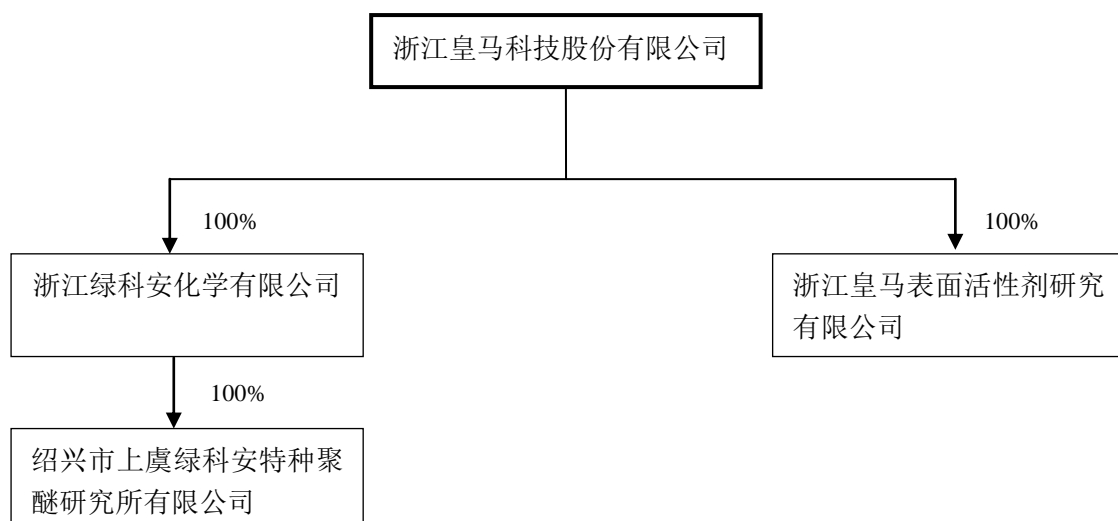 浙江皇马科技股份有限公司
100%
100%
浙江绿科安化学有限公司
浙江皇马表面活性剂研究
有限公司
100%
绍兴市上虞绿科安特种聚
醚研究所有限公司